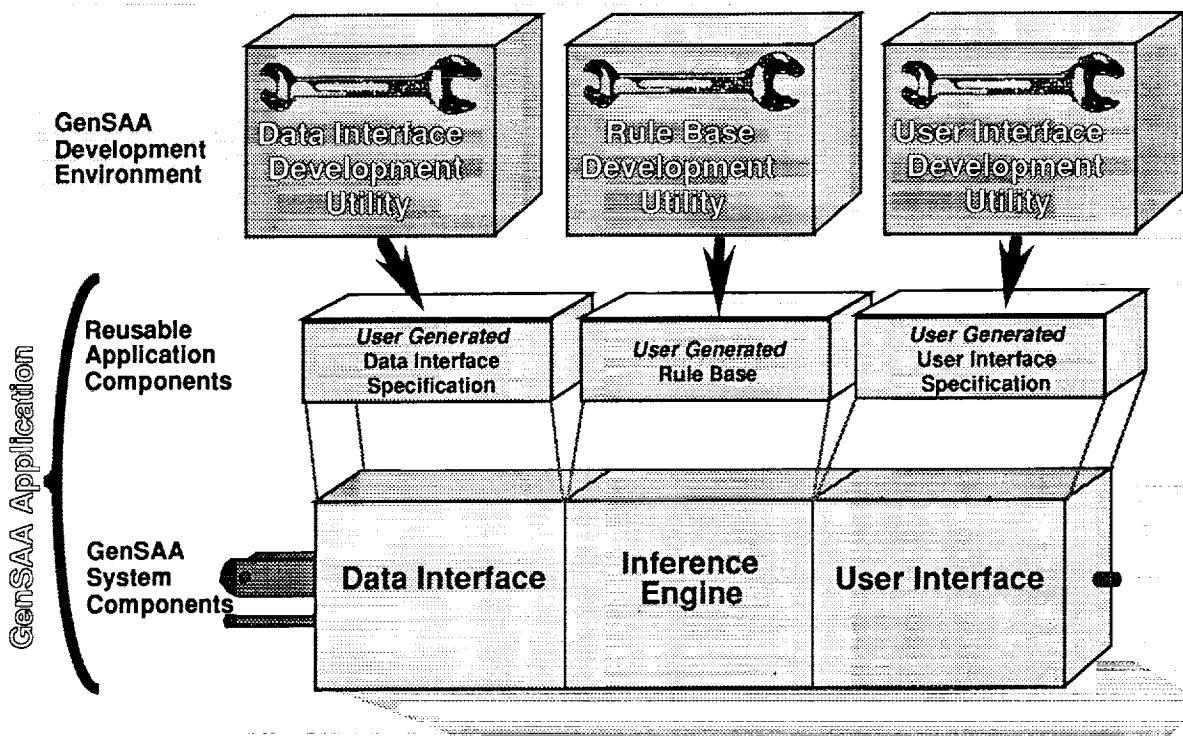 GenSAA
Development
Environment
Data Interface
Development
Utility
Rule Base
Development
Utility
User Interface
Development
Utility
GenSAA Application
Reusable
Application
Components
User Generated
Data Interface
Specification
User Generated
Rule Base
User Generated
User Interface
Specification
GenSAA
System
Components
Data Interface
Inference
Engine
User Interface